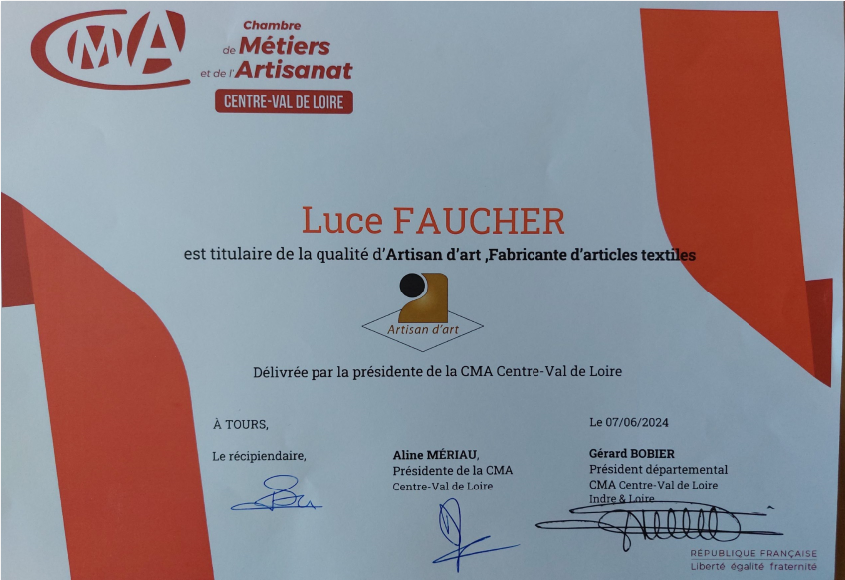 CMA
Chambre
de Métiers
et de l'Artisanat
CENTRE-VAL DE LOIRE
Luce FAUCHER
est titulaire de la qualité d'Artisan d'art ,Fabricante d'articles textiles
Artisan d'art
Délivrée par la présidente de la CMA Centre-Val de Loire
À TOURS,
Le 07/06/2024
Le récipiendaire,
Aline MÉRIAU,
Présidente de la CMA
Centre-Val de Loire
Gérard BOBIER
Président départemental
CMA Centre-Val de Loire
Indre & Loire
RÉPUBLIQUE FRANÇAISE
Liberté égalité fraternité